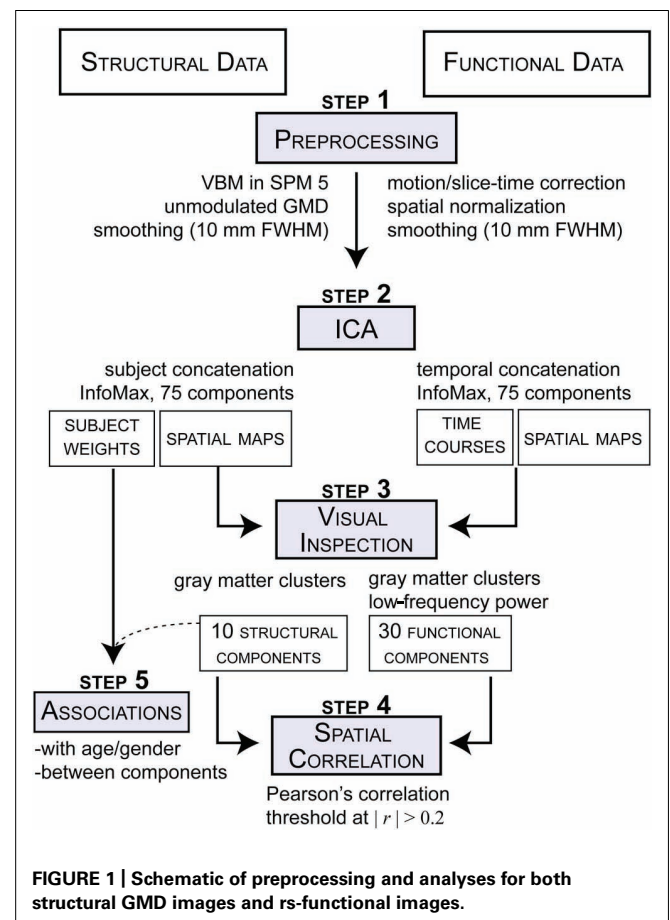 STRUCTURAL DATA
FUNCTIONAL DATA
STEP 1
PREPROCESSING
VBM in SPM 5
unmodulated GMD
smoothing (10 mm FWHM)
motion/slice-time correction
spatial normalization
smoothing (10 mm FWHM)
STEP 2
ICA
subject concatenation
InfoMax, 75 components
temporal concatenation
InfoMax, 75 components
SUBJECT
WEIGHTS
SPATIAL MAPS
TIME
COURSES
SPATIAL MAPS
STEP 3
VISUAL
INSPECTION
gray matter clusters
gray matter clusters
low-frequency power
10 STRUCTURAL
COMPONENTS
30 FUNCTIONAL
COMPONENTS
STEP 5
ASSOCIATIONS
-with age/gender
-between components
STEP 4
SPATIAL
CORRELATION
Pearson's correlation
threshold at | r | > 0.2
FIGURE 1 | Schematic of preprocessing and analyses for both
structural GMD images and rs-functional images.